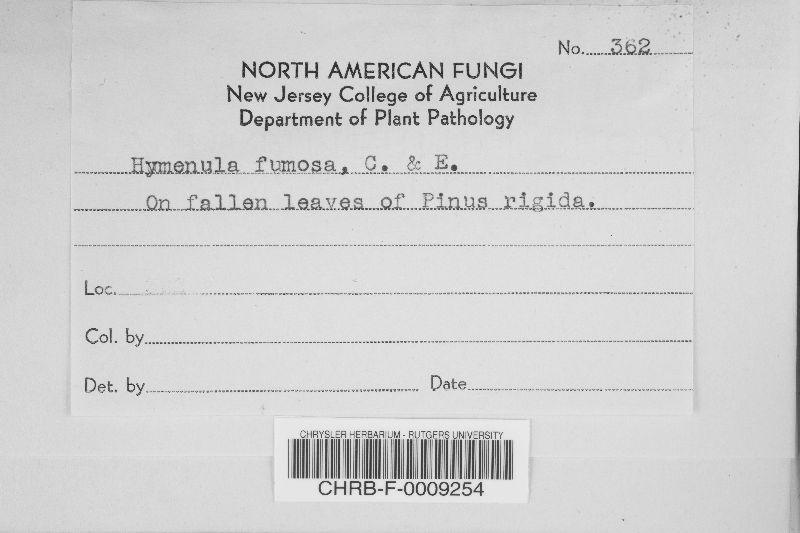 No. 362
NORTH AMERICAN FUNGI
New Jersey College of Agriculture
Department of Plant Pathology
Hymenula fumosa, C. & E.
On fallen leaves of Pinus rigida.
Loc.
Col. by
Det. by Date
CHRYSLER HERBARIUM - RUTGERS UNIVERSITY
CHRB-F-0009254